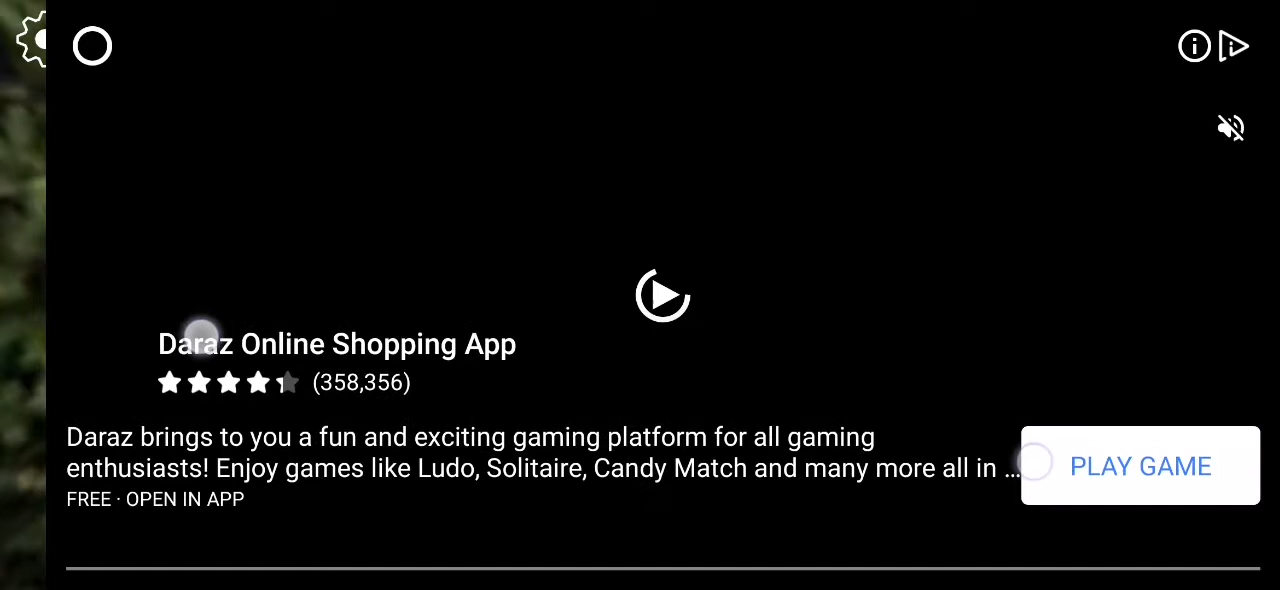 Daraz Online Shopping App
(358,356)
Daraz brings to you a fun and exciting gaming platform for all gaming
enthusiasts! Enjoy games like Ludo, Solitaire, Candy Match and many more all in ...
FREE · OPEN IN APP
PLAY GAME